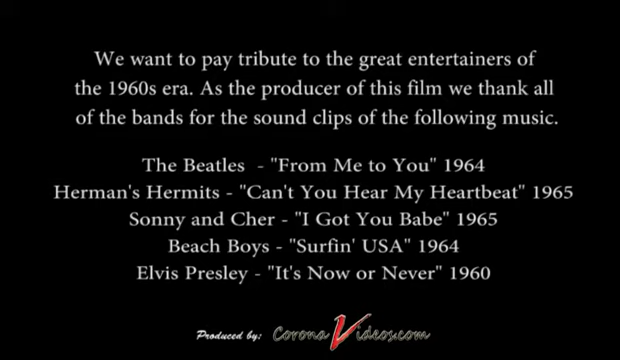 We want to pay tribute to the great entertainers of
the 1960s era. As the producer of this film we thank all
of the bands for the sound clips of the following music.
The Beatles - "From Me to You" 1964
Herman's Hermits - "Can't You Hear My Heartbeat" 1965
Sonny and Cher - "I Got You Babe" 1965
Beach Boys - "Surfin' USA" 1964
Elvis Presley - "It's Now or Never" 1960
Produced by: CoronaVideos.com